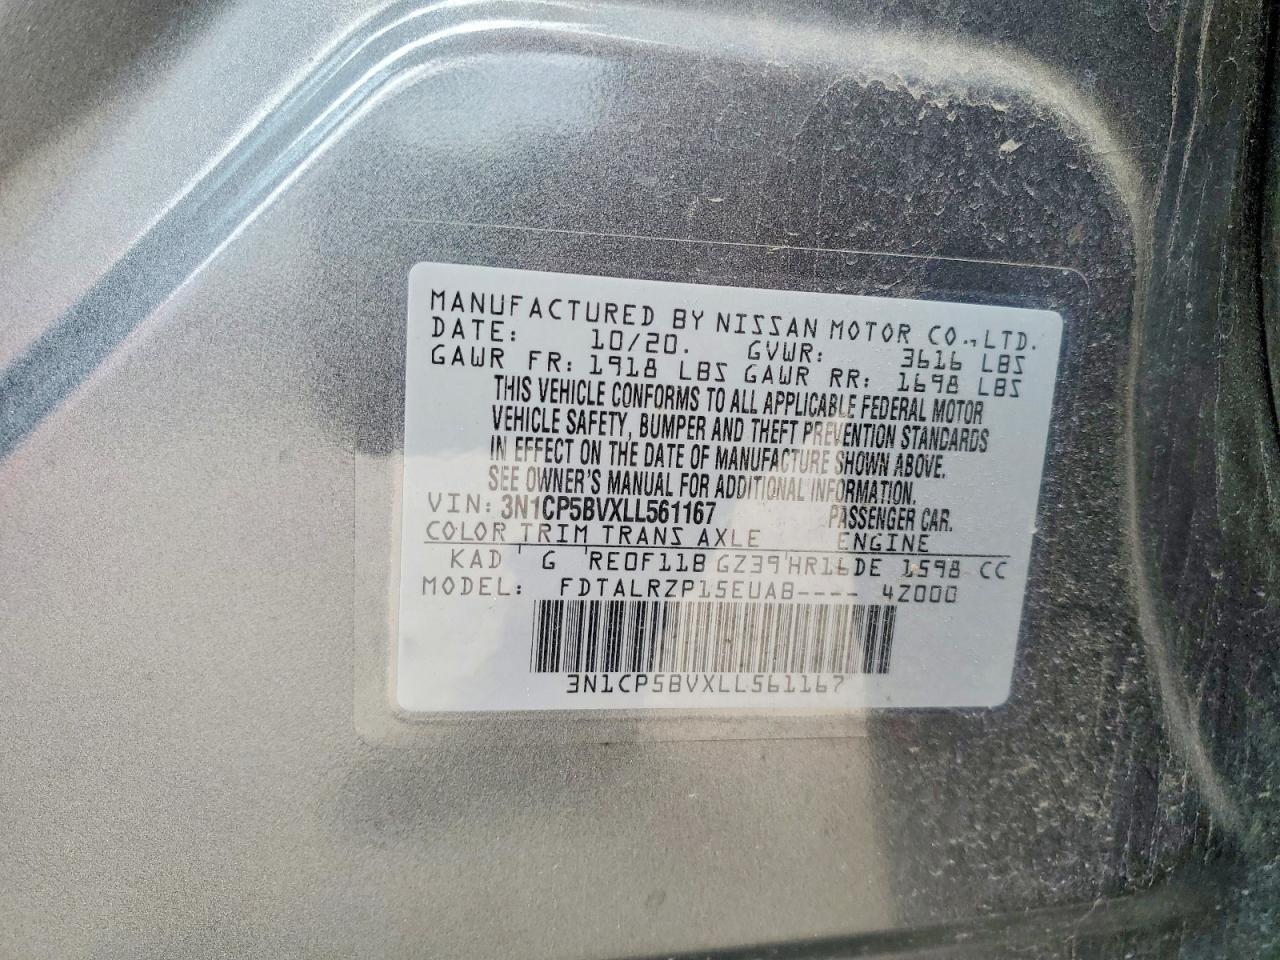 MANUFACTURED BY NISSAN MOTOR CO.,LTD.
DATE: 10/20. GVWR: 3616 LBS
GAWR FR: 1918 LBS GAWR RR: 1698 LBS
THIS VEHICLE CONFORMS TO ALL APPLICABLE FEDERAL MOTOR
VEHICLE SAFETY, BUMPER AND THEFT PREVENTION STANDARDS
IN EFFECT ON THE DATE OF MANUFACTURE SHOWN ABOVE.
SEE OWNER'S MANUAL FOR ADDITIONAL INFORMATION.
VIN: 3N1CP5BVXLL561167 PASSENGER CAR.
COLOR TRIM TRANS AXLE ENGINE
KAD ' G ' RE0F11B GZ39 ' HR16DE 1598 CC
MODEL: FDTALRZP15EUAB---- 4Z000
3N1CP5BVXLL561167